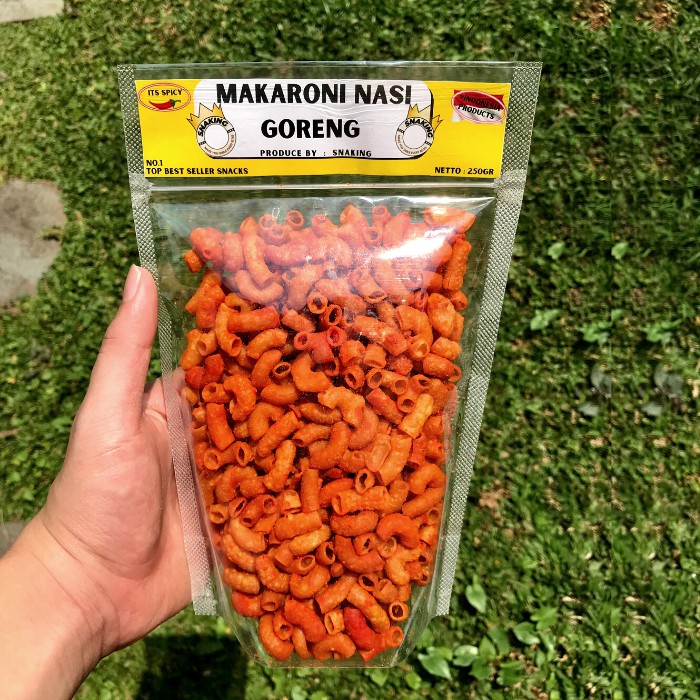 ITS SPICY
MAKARONI NASI
GORENG
PRODUCE BY : SNAKING
SNAKING
SNAKING
INDONESIA
PRODUCTS
NO.1
TOP BEST SELLER SNACKS
NETTO : 250GR